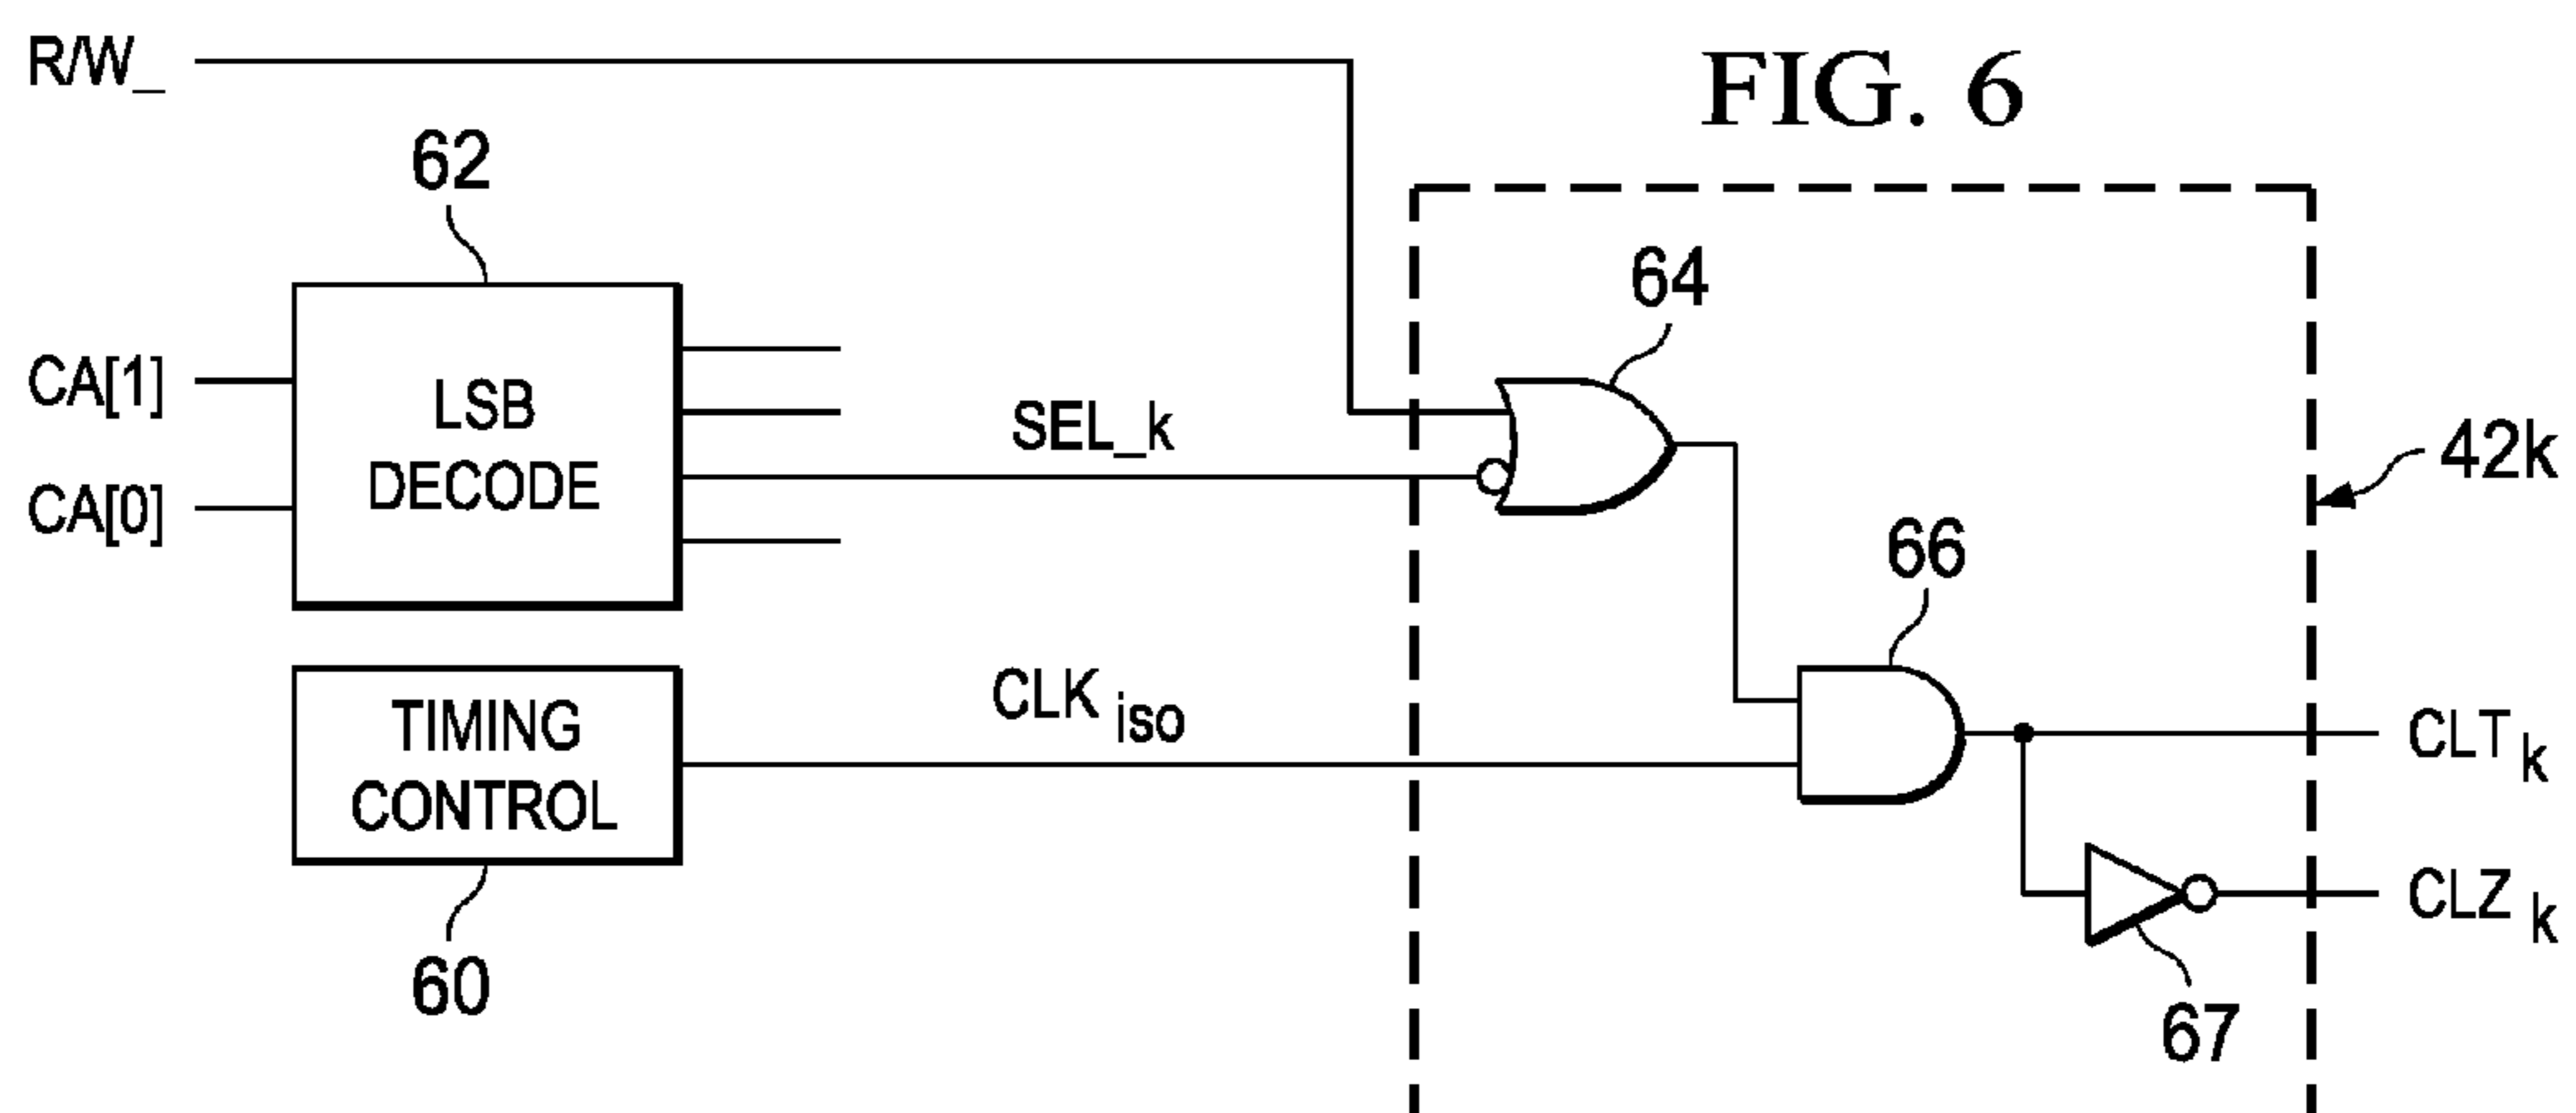 R/W_
FIG. 6
62
CA[1]
CA[0]
LSB
DECODE
SEL_k
64
42k
66
TIMING
CONTROL
CLK iso
60
CLT k
CLZ k
67